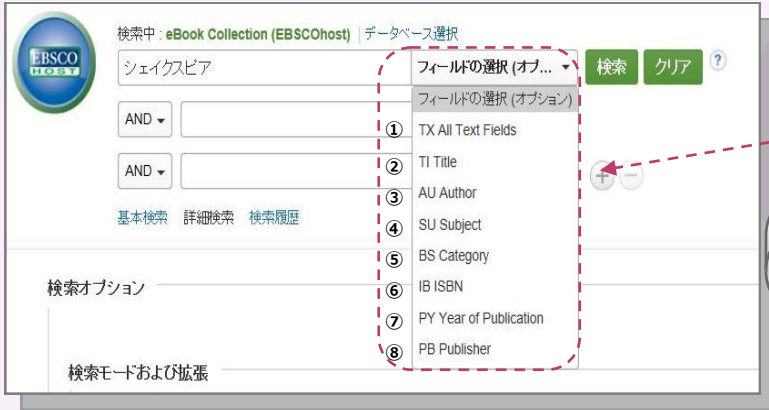 検索中 : eBook Collection (EBSCOhost) | データベース選択
EBSCO
HOST
シェイクスピア フィールドの選択 (オプ... 検索 クリア ?
フィールドの選択 (オプション)
AND
① TX All Text Fields
② TI Title
AND
③ AU Author
基本検索 詳細検索 検索履歴
④ SU Subject
⑤ BS Category
検索オプション
⑥ IB ISBN
⑦ PY Year of Publication
⑧ PB Publisher
検索モードおよび拡張